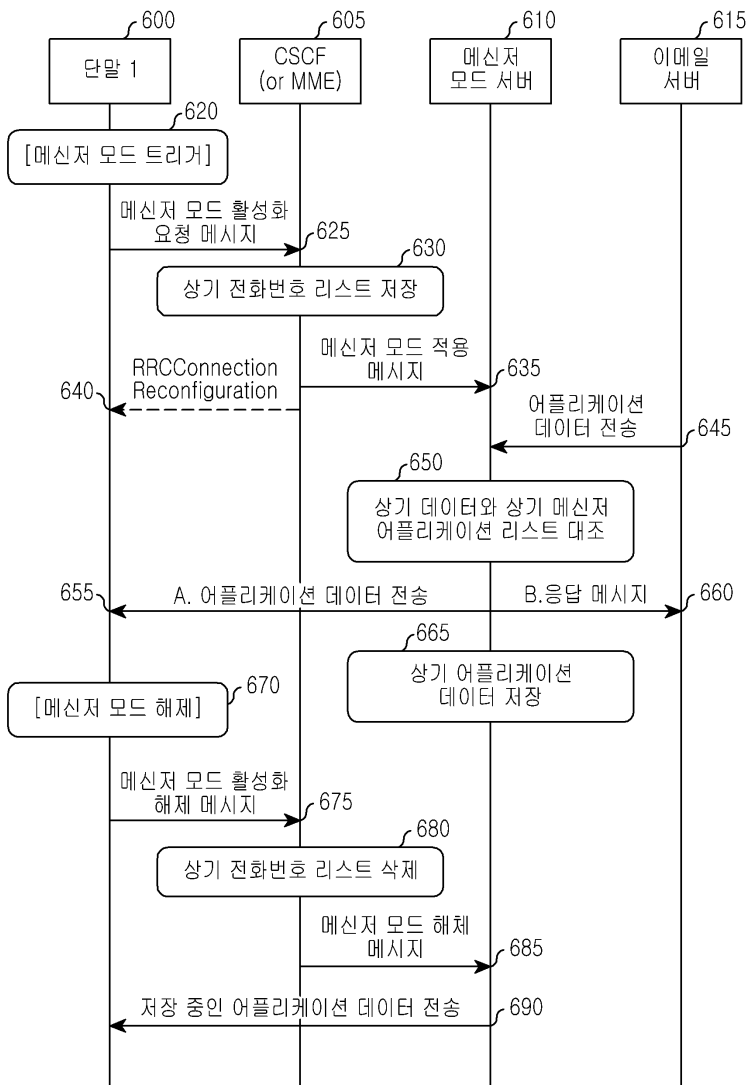 600
단말 1
605
CSCF
(or MME)
610
메신저
모드 서버
615
이메일
서버
620
[메신저 모드 트리거]
메신저 모드 활성화
요청 메시지
625
630
상기 전화번호 리스트 저장
메신저 모드 적용
메시지
635
RRCConnection
Reconfiguration
640
어플리케이션
데이터 전송
645
650
상기 데이터와 상기 메신저
어플리케이션 리스트 대조
655
A. 어플리케이션 데이터 전송
B.응답 메시지
660
665
상기 어플리케이션
데이터 저장
670
[메신저 모드 해제]
메신저 모드 활성화
해제 메시지
675
680
상기 전화번호 리스트 삭제
메신저 모드 해체
메시지
685
저장 중인 어플리케이션 데이터 전송
690